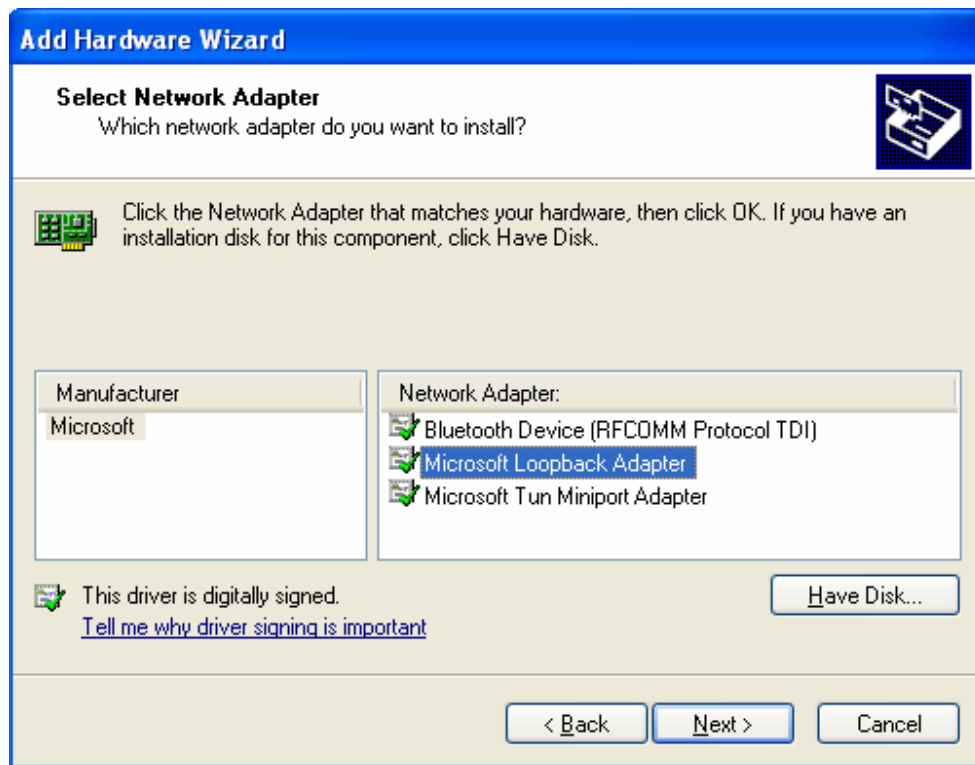 Add Hardware Wizard
Select Network Adapter
Which network adapter do you want to install?
Click the Network Adapter that matches your hardware, then click OK. If you have an
installation disk for this component, click Have Disk.
Manufacturer
Microsoft
Network Adapter:
Bluetooth Device (RFCOMM Protocol TDI)
Microsoft Loopback Adapter
Microsoft Tun Miniport Adapter
This driver is digitally signed.
Tell me why driver signing is important
Have Disk...
< Back
Next >
Cancel